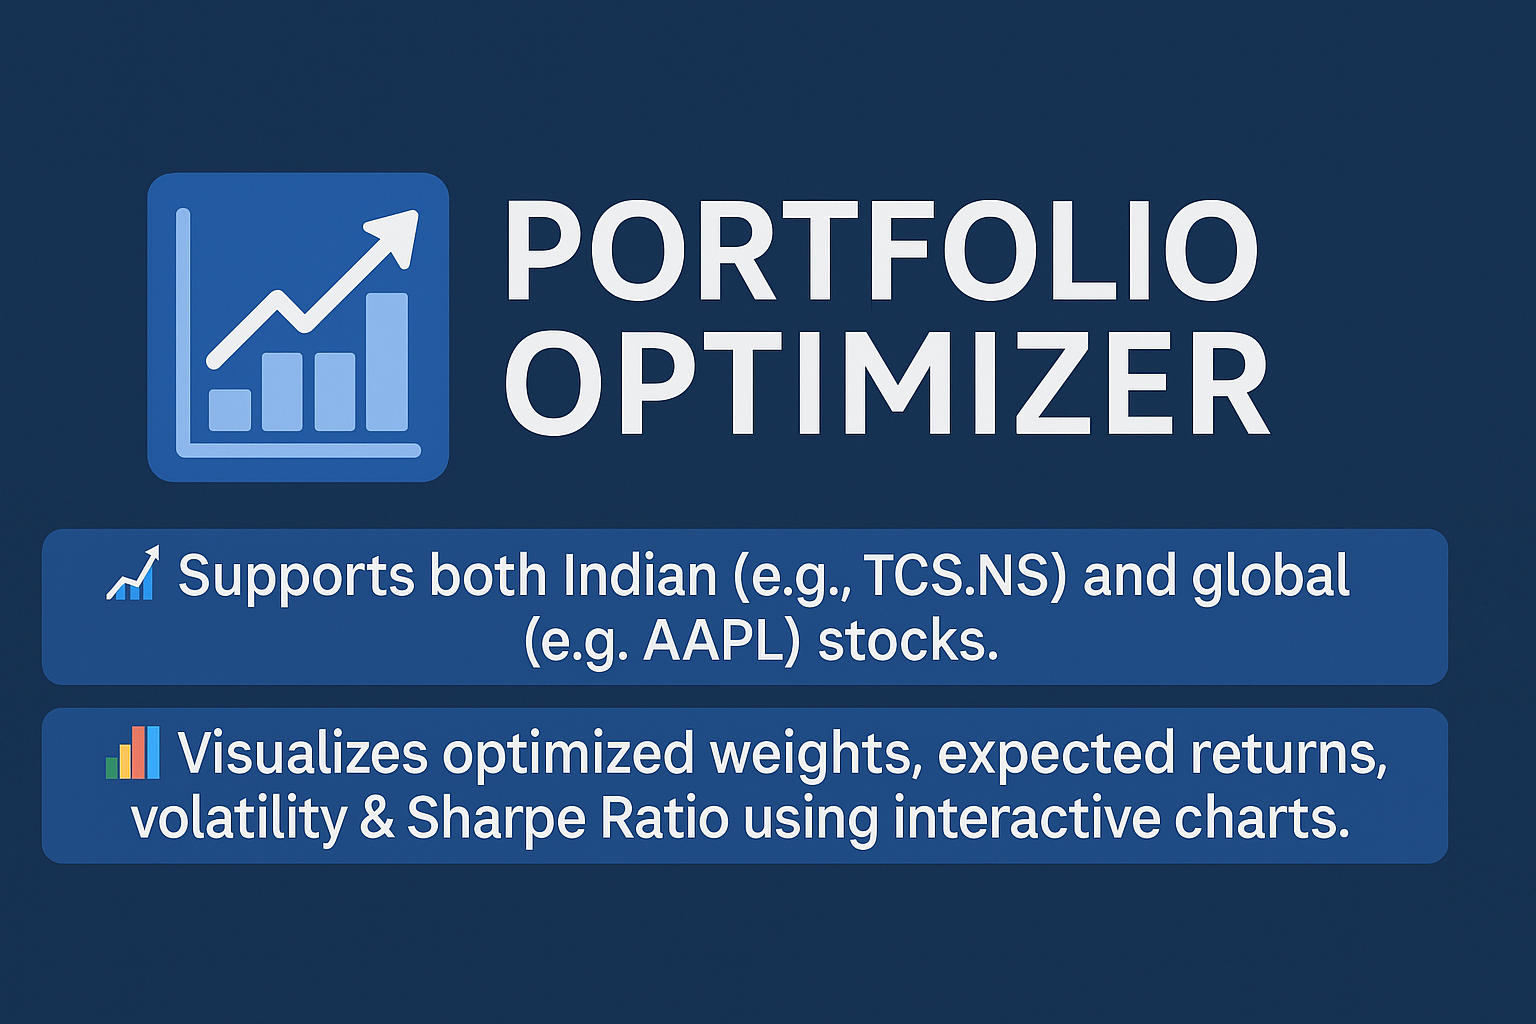 PORTFOLIO
OPTIMIZER
Supports both Indian (e.g., TCS.NS) and global
(e.g. AAPL) stocks.
Visualizes optimized weights, expected returns,
volatility & Sharpe Ratio using interactive charts.